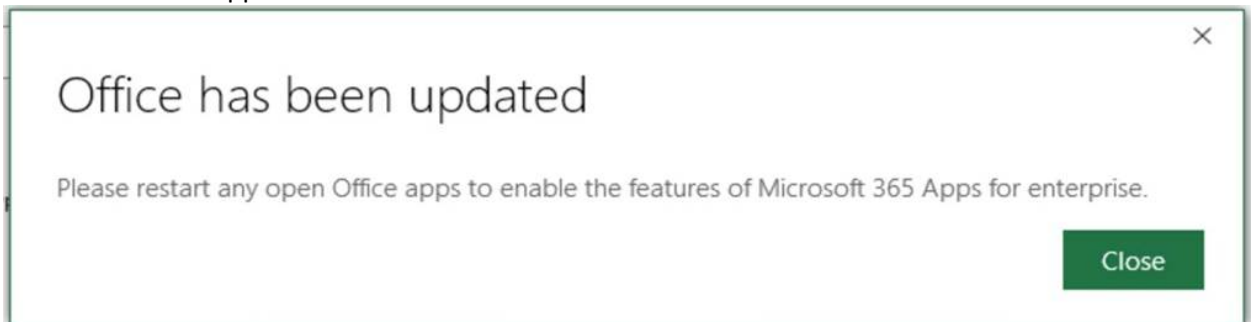 Office has been updated
Please restart any open Office apps to enable the features of Microsoft 365 Apps for enterprise.
Close